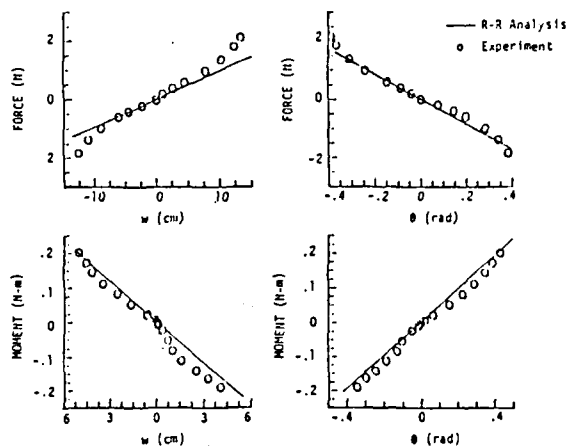 R-R Analysis
Experiment
FORCE (N)
2
0
2
-10 0 10
w (cm)
FORCE (N)
2
0
-2
-.4 -.2 0 .2 .4
θ (rad)
MOMENT (N-m)
.2
.1
0
-.1
-.2
6 3 0 3 6
w (cm)
MOMENT (N-m)
.2
.1
0
-.1
-.2
-.4 0 .4
θ (rad)